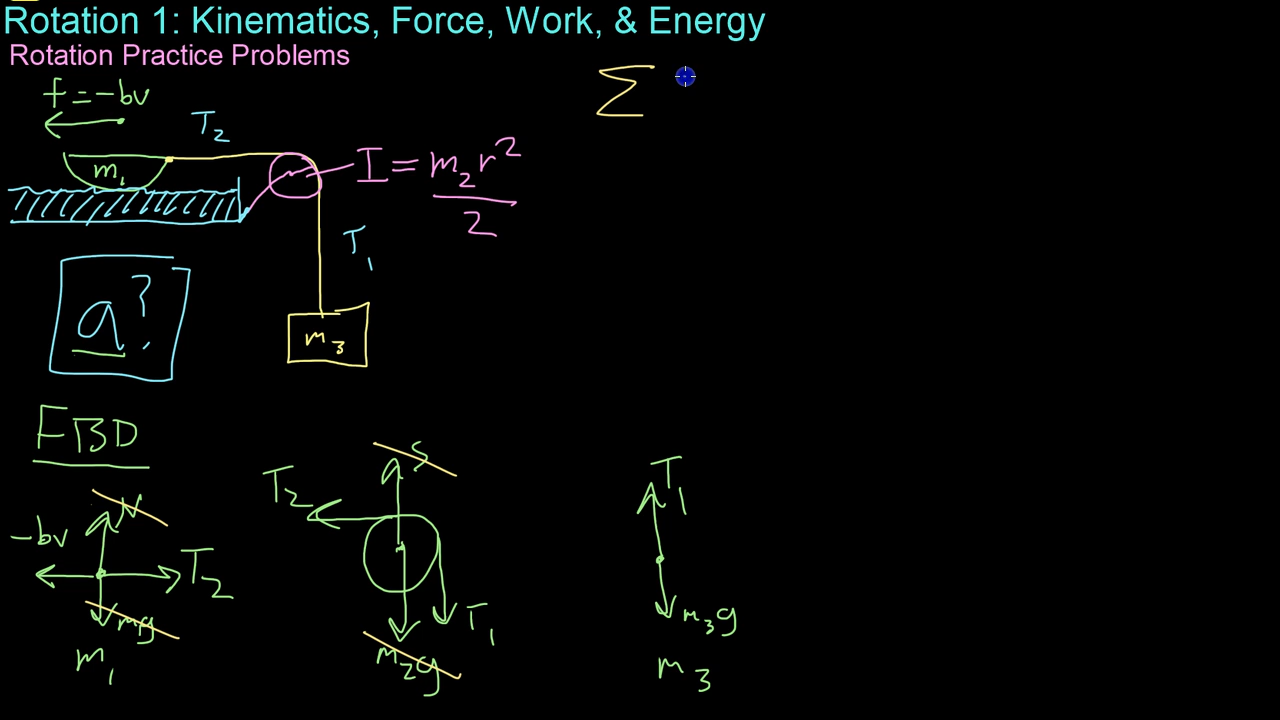 Rotation 1: Kinematics, Force, Work, & Energy
Rotation Practice Problems
Σ
f = -bv
T₂
m₁
I = m₂r²/2
T₁
a?
m₃
FBD
-bv N T₂
mg
m₁
T₂ S
T₁
m₂g
T₁
m₃g
m₃